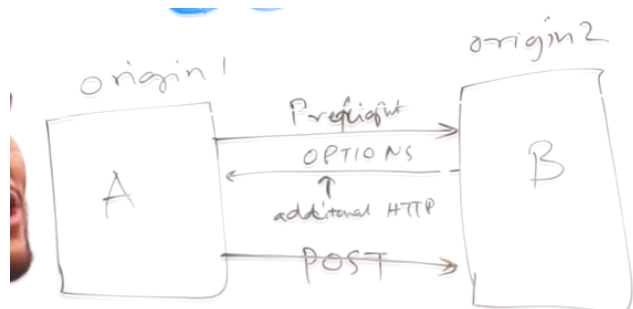 origin 1
origin 2
Preflight
A
OPTIONS
B
additional HTTP
POST